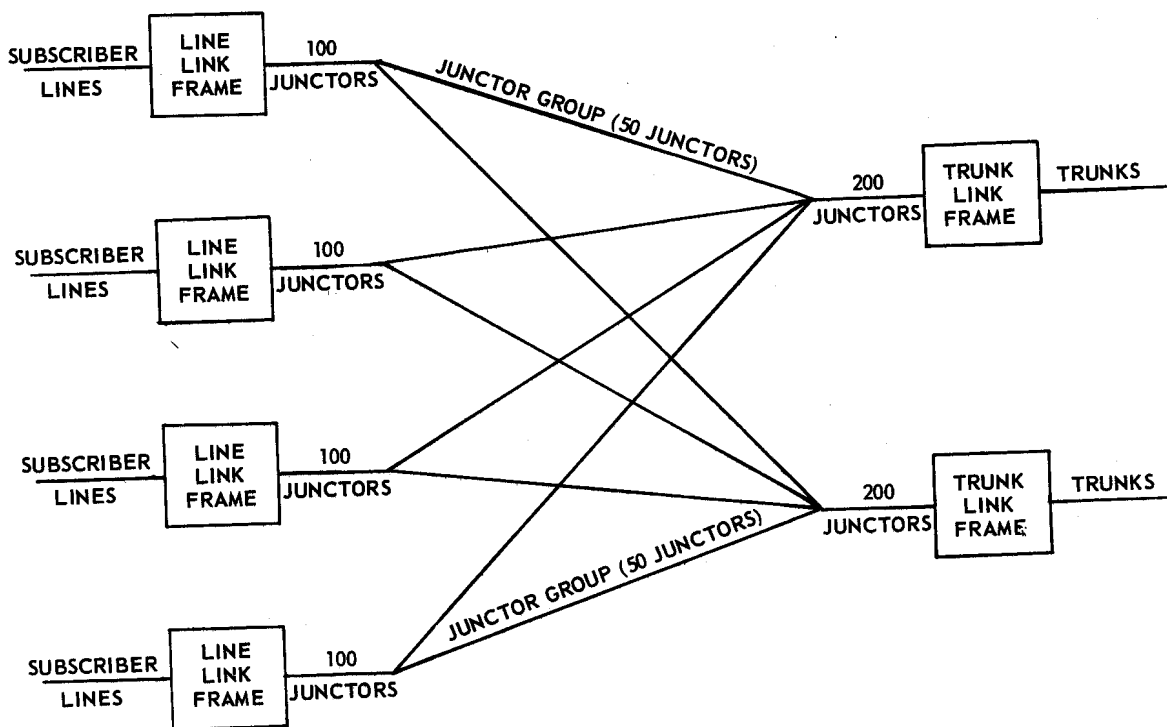 SUBSCRIBER
LINES
LINE
LINK
FRAME
100
JUNCTORS
JUNCTOR GROUP (50 JUNCTORS)
200
JUNCTORS
TRUNK
LINK
FRAME
TRUNKS
SUBSCRIBER
LINES
LINE
LINK
FRAME
100
JUNCTORS
SUBSCRIBER
LINES
LINE
LINK
FRAME
100
JUNCTORS
200
JUNCTORS
TRUNK
LINK
FRAME
TRUNKS
JUNCTOR GROUP (50 JUNCTORS)
SUBSCRIBER
LINES
LINE
LINK
FRAME
100
JUNCTORS